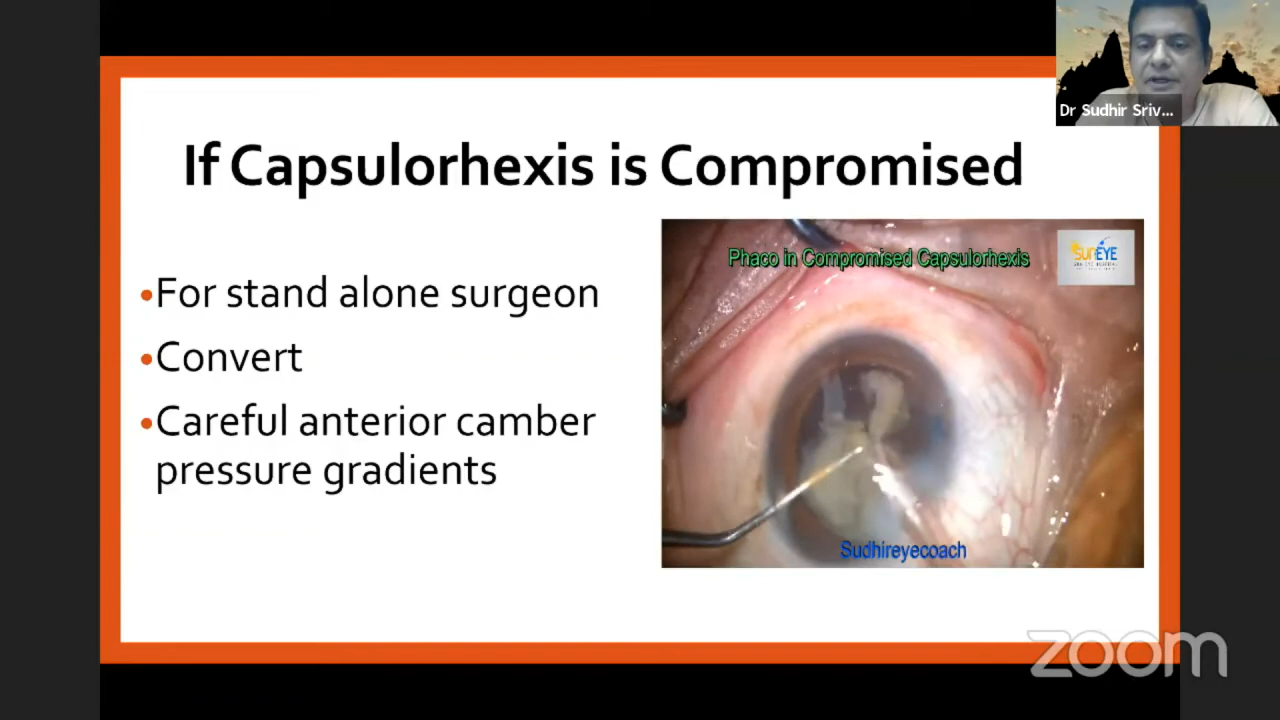 Dr Sudhir Sriv...
If Capsulorhexis is Compromised
•For stand alone surgeon
•Convert
•Careful anterior camber
pressure gradients
Phaco in Compromised Capsulorhexis
SunEYE
Sudhireyecoach
zoom